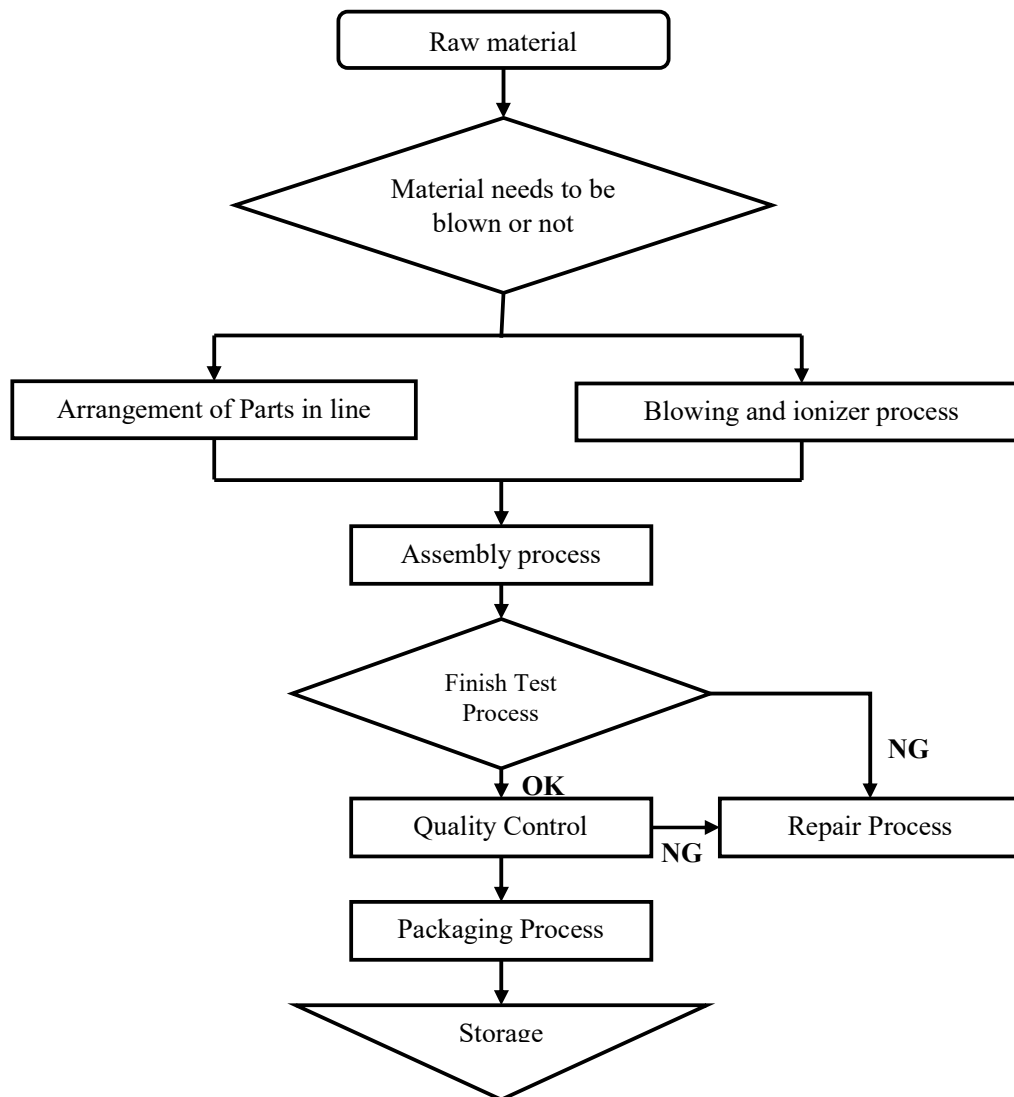 Raw material
Material needs to be
blown or not
Arrangement of Parts in line
Blowing and ionizer process
Assembly process
Finish Test
Process
NG
OK
Quality Control
NG
Repair Process
Packaging Process
Storage